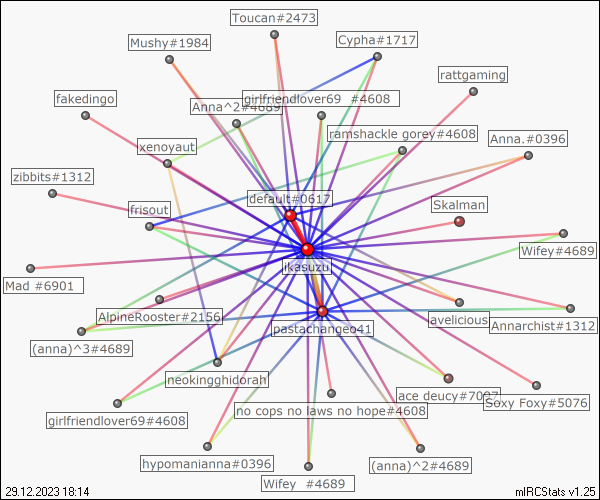 Toucan#2473
Mushy#1984
Cypha#1717
rattgaming
fakedingo
Anna^2#4689
girlfriendlover69 #4608
ramshackle gorey#4608
Anna.#0396
xenoyaut
zibbits#1312
default#0617
frisout
Skalman
Wifey#4689
ikasuzu
Mad #6901
AlpineRooster#2156
avelicious
Annarchist#1312
pastachangeo41
(anna)^3#4689
neokingghidorah
ace deucy#7007
Soxy Foxy#5076
no cops no laws no hope#4608
girlfriendlover69#4608
hypomanianna#0396
(anna)^2#4689
Wifey #4689
29.12.2023 18:14
mIRCStats v1.25